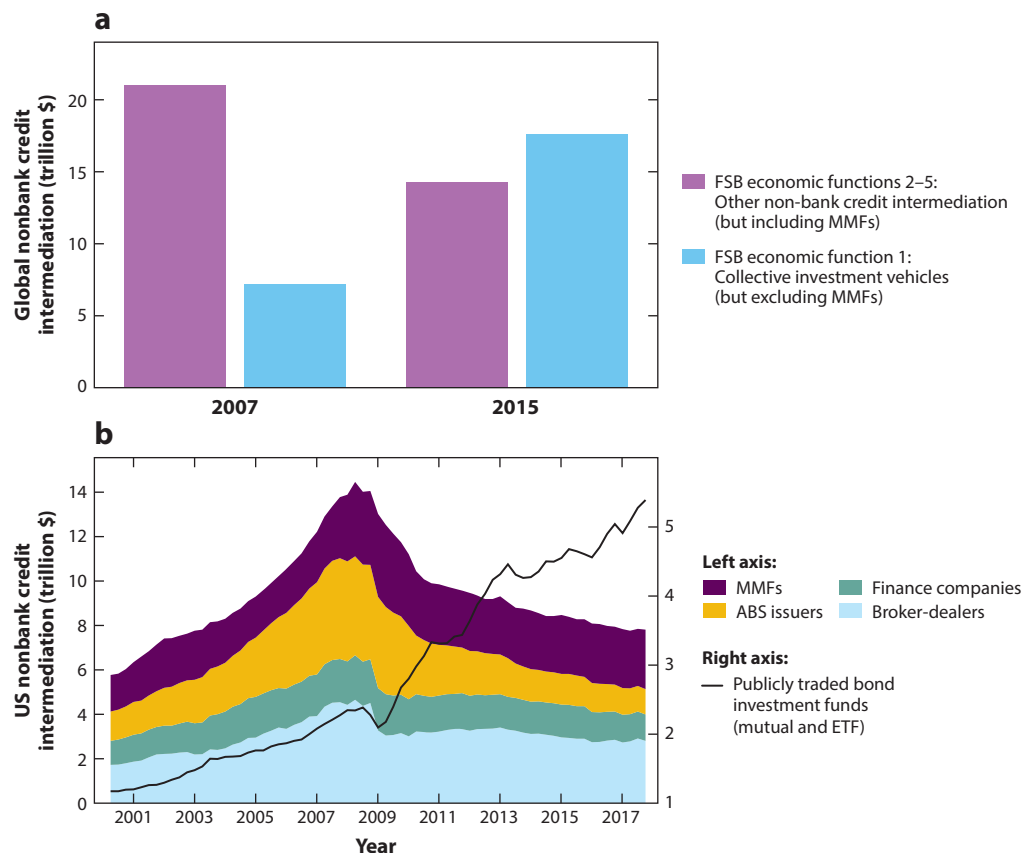 a
Global nonbank credit
intermediation (trillion $)
20
15
10
5
0
2007
2015
FSB economic functions 2–5:
Other non-bank credit intermediation
(but including MMFs)
FSB economic function 1:
Collective investment vehicles
(but excluding MMFs)
b
US nonbank credit
intermediation (trillion $)
14
12
10
8
6
4
2
0
5
4
3
2
1
2001
2003
2005
2007
2009
2011
2013
2015
2017
Year
Left axis:
MMFs
Finance companies
ABS issuers
Broker-dealers
Right axis:
Publicly traded bond
investment funds
(mutual and ETF)